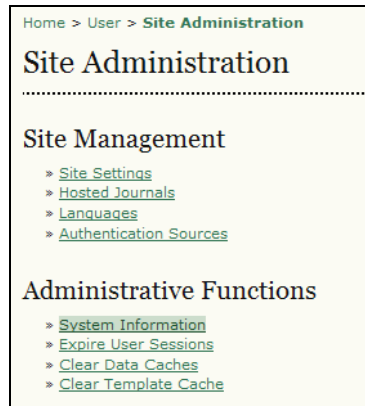 Home > User > Site Administration
Site Administration
Site Management
» Site Settings
» Hosted Journals
» Languages
» Authentication Sources
Administrative Functions
» System Information
» Expire User Sessions
» Clear Data Caches
» Clear Template Cache